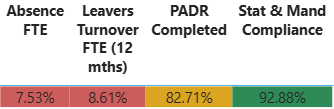 Absence FTE
Leavers Turnover FTE (12 mths)
PADR Completed
Stat & Mand Compliance
7.53% 8.61% 82.71% 92.88%